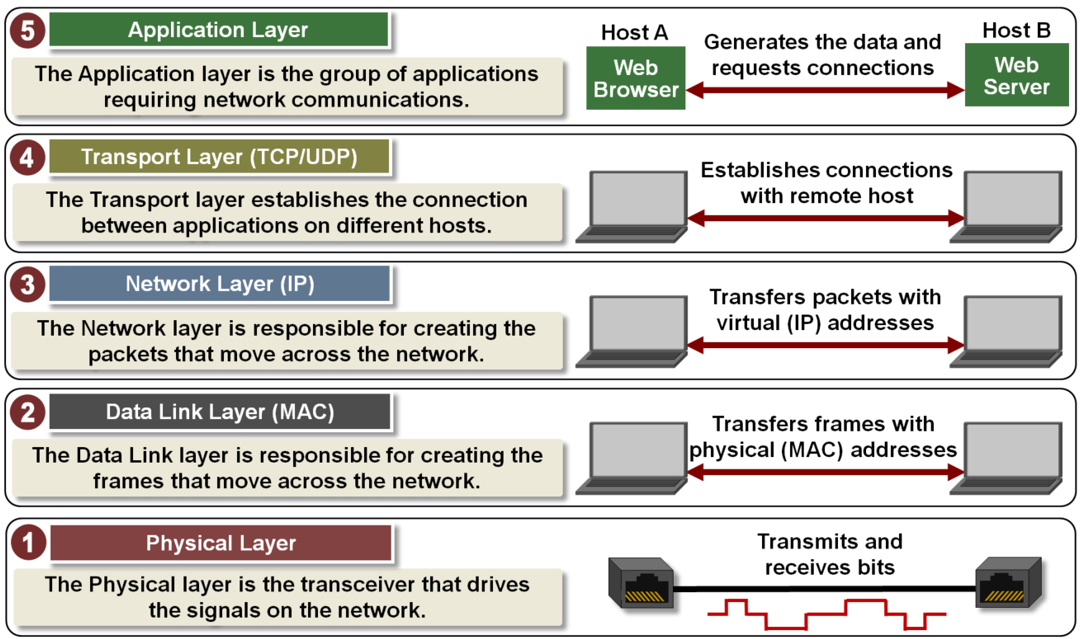 5
Application Layer
The Application layer is the group of applications
requiring network communications.
Host A
Web
Browser
Generates the data and
requests connections
Host B
Web
Server
4
Transport Layer (TCP/UDP)
The Transport layer establishes the connection
between applications on different hosts.
Establishes connections
with remote host
3
Network Layer (IP)
The Network layer is responsible for creating the
packets that move across the network.
Transfers packets with
virtual (IP) addresses
2
Data Link Layer (MAC)
The Data Link layer is responsible for creating the
frames that move across the network.
Transfers frames with
physical (MAC) addresses
1
Physical Layer
The Physical layer is the transceiver that drives
the signals on the network.
Transmits and
receives bits